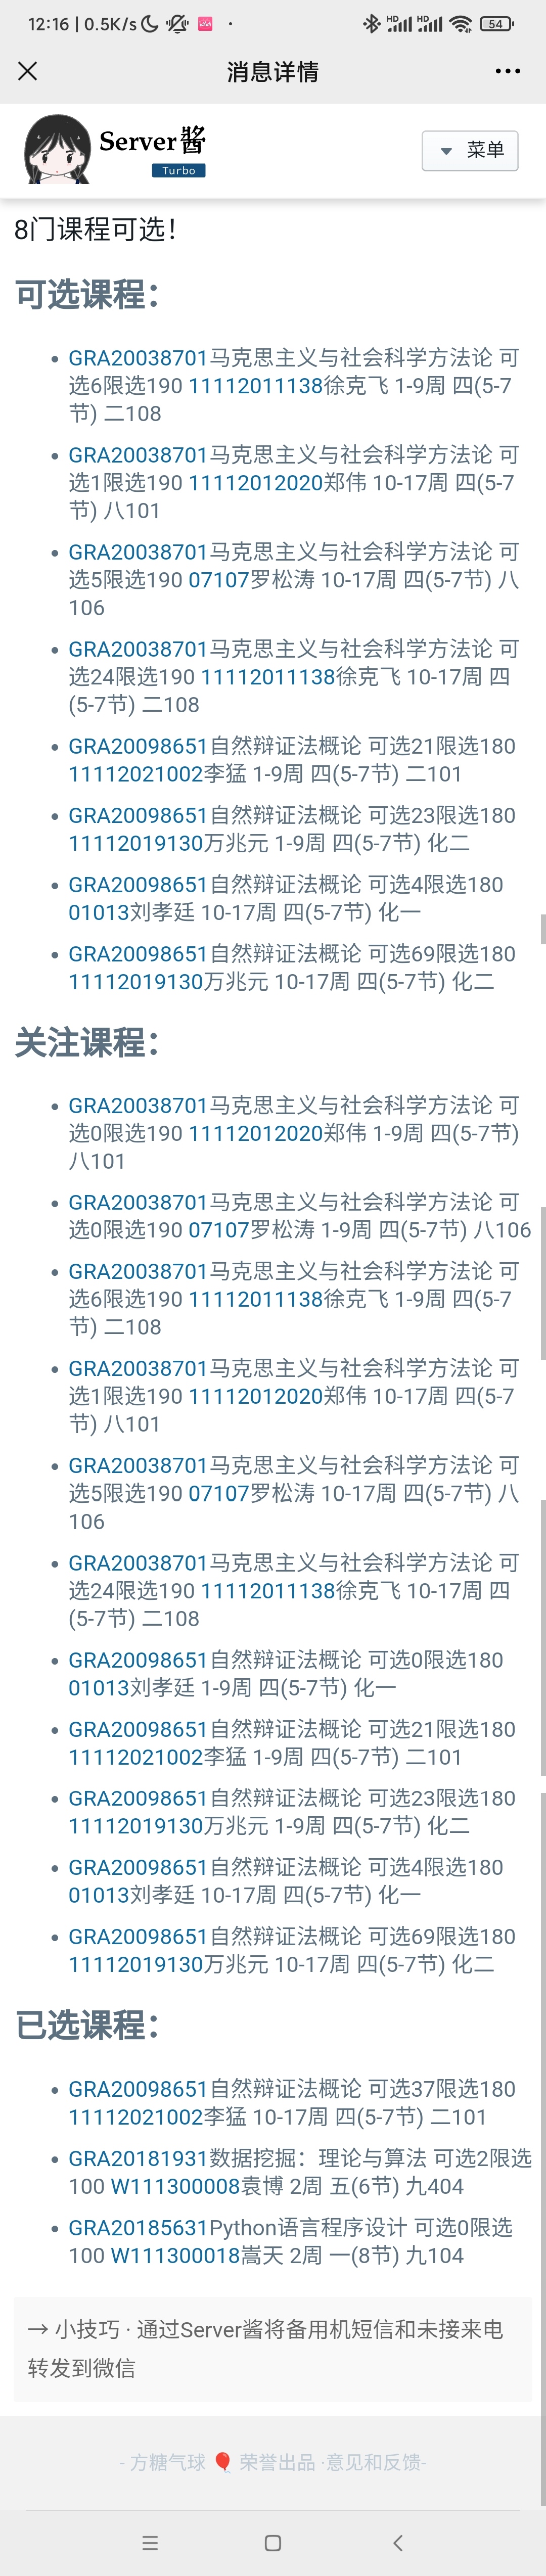 12:16 | 0.5K/s
HD HD 54
消息详情
Server酱
Turbo
菜单
8门课程可选！
可选课程：
GRA20038701马克思主义与社会科学方法论 可
选6限选190 11112011138徐克飞 1-9周 四(5-7
节) 二108
GRA20038701马克思主义与社会科学方法论 可
选1限选190 11112012020郑伟 10-17周 四(5-7
节) 八101
GRA20038701马克思主义与社会科学方法论 可
选5限选190 07107罗松涛 10-17周 四(5-7节) 八
106
GRA20038701马克思主义与社会科学方法论 可
选24限选190 11112011138徐克飞 10-17周 四
(5-7节) 二108
GRA20098651自然辩证法概论 可选21限选180
11112021002李猛 1-9周 四(5-7节) 二101
GRA20098651自然辩证法概论 可选23限选180
11112019130万兆元 1-9周 四(5-7节) 化二
GRA20098651自然辩证法概论 可选4限选180
01013刘孝廷 10-17周 四(5-7节) 化一
GRA20098651自然辩证法概论 可选69限选180
11112019130万兆元 10-17周 四(5-7节) 化二
关注课程：
GRA20038701马克思主义与社会科学方法论 可
选0限选190 11112012020郑伟 1-9周 四(5-7节)
八101
GRA20038701马克思主义与社会科学方法论 可
选0限选190 07107罗松涛 1-9周 四(5-7节) 八106
GRA20038701马克思主义与社会科学方法论 可
选6限选190 11112011138徐克飞 1-9周 四(5-7
节) 二108
GRA20038701马克思主义与社会科学方法论 可
选1限选190 11112012020郑伟 10-17周 四(5-7
节) 八101
GRA20038701马克思主义与社会科学方法论 可
选5限选190 07107罗松涛 10-17周 四(5-7节) 八
106
GRA20038701马克思主义与社会科学方法论 可
选24限选190 11112011138徐克飞 10-17周 四
(5-7节) 二108
GRA20098651自然辩证法概论 可选0限选180
01013刘孝廷 1-9周 四(5-7节) 化一
GRA20098651自然辩证法概论 可选21限选180
11112021002李猛 1-9周 四(5-7节) 二101
GRA20098651自然辩证法概论 可选23限选180
11112019130万兆元 1-9周 四(5-7节) 化二
GRA20098651自然辩证法概论 可选4限选180
01013刘孝廷 10-17周 四(5-7节) 化一
GRA20098651自然辩证法概论 可选69限选180
11112019130万兆元 10-17周 四(5-7节) 化二
已选课程：
GRA20098651自然辩证法概论 可选37限选180
11112021002李猛 10-17周 四(5-7节) 二101
GRA20181931数据挖掘：理论与算法 可选2限选
100 W111300008袁博 2周 五(6节) 九404
GRA20185631Python语言程序设计 可选0限选
100 W111300018嵩天 2周 一(8节) 九104
→ 小技巧 · 通过Server酱将备用机短信和未接来电
转发到微信
- 方糖气球 🎈 荣誉出品 ·意见和反馈-